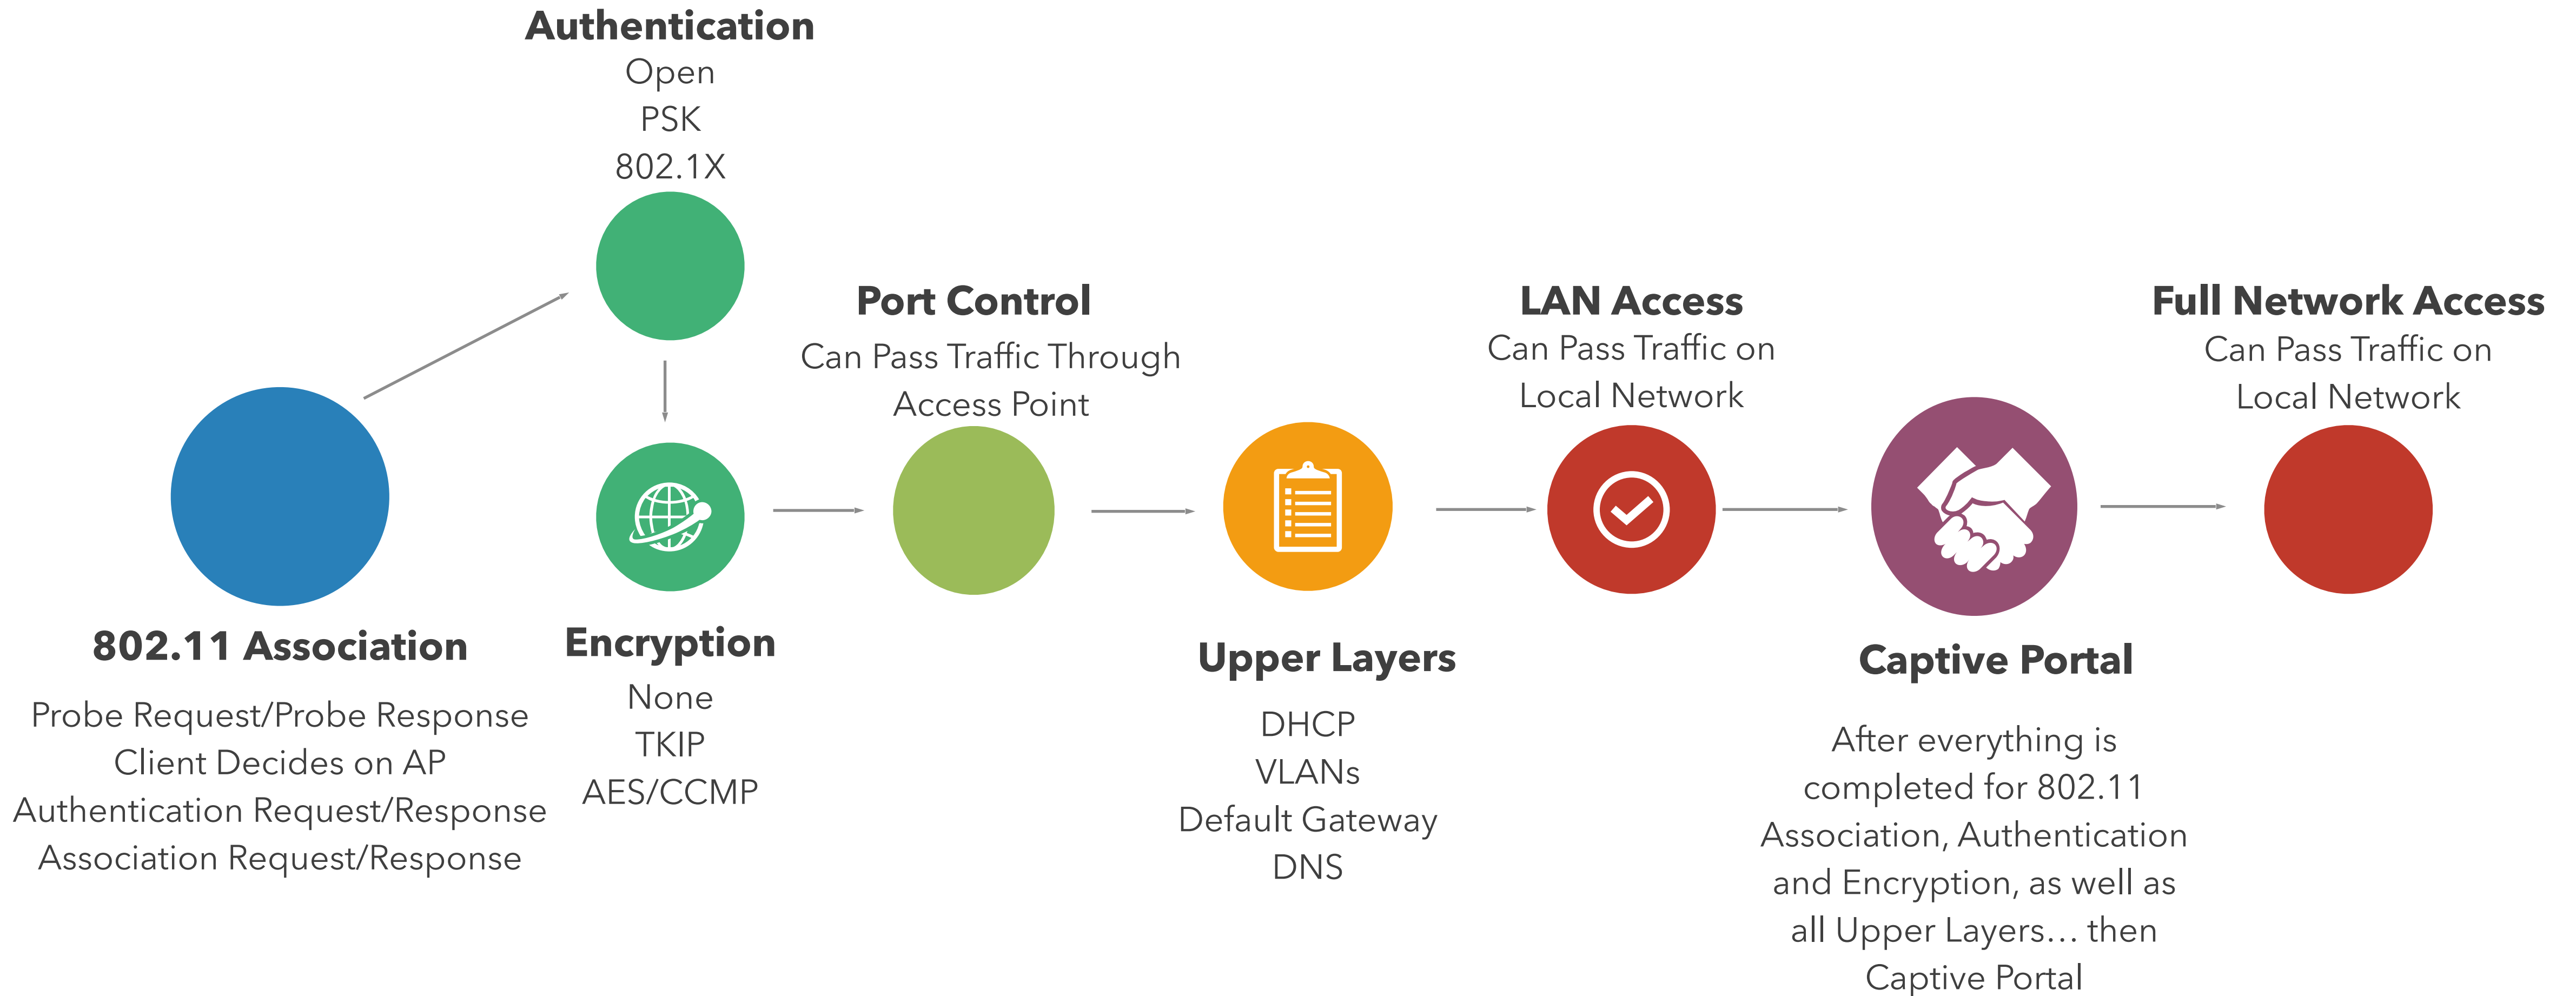 Authentication
Open
PSK
802.1X
802.11 Association
Probe Request/Probe Response
Client Decides on AP
Authentication Request/Response
Association Request/Response
Encryption
None
TKIP
AES/CCMP
Port Control
Can Pass Traffic Through
Access Point
Upper Layers
DHCP
VLANs
Default Gateway
DNS
LAN Access
Can Pass Traffic on
Local Network
Captive Portal
After everything is
completed for 802.11
Association, Authentication
and Encryption, as well as
all Upper Layers… then
Captive Portal
Full Network Access
Can Pass Traffic on
Local Network